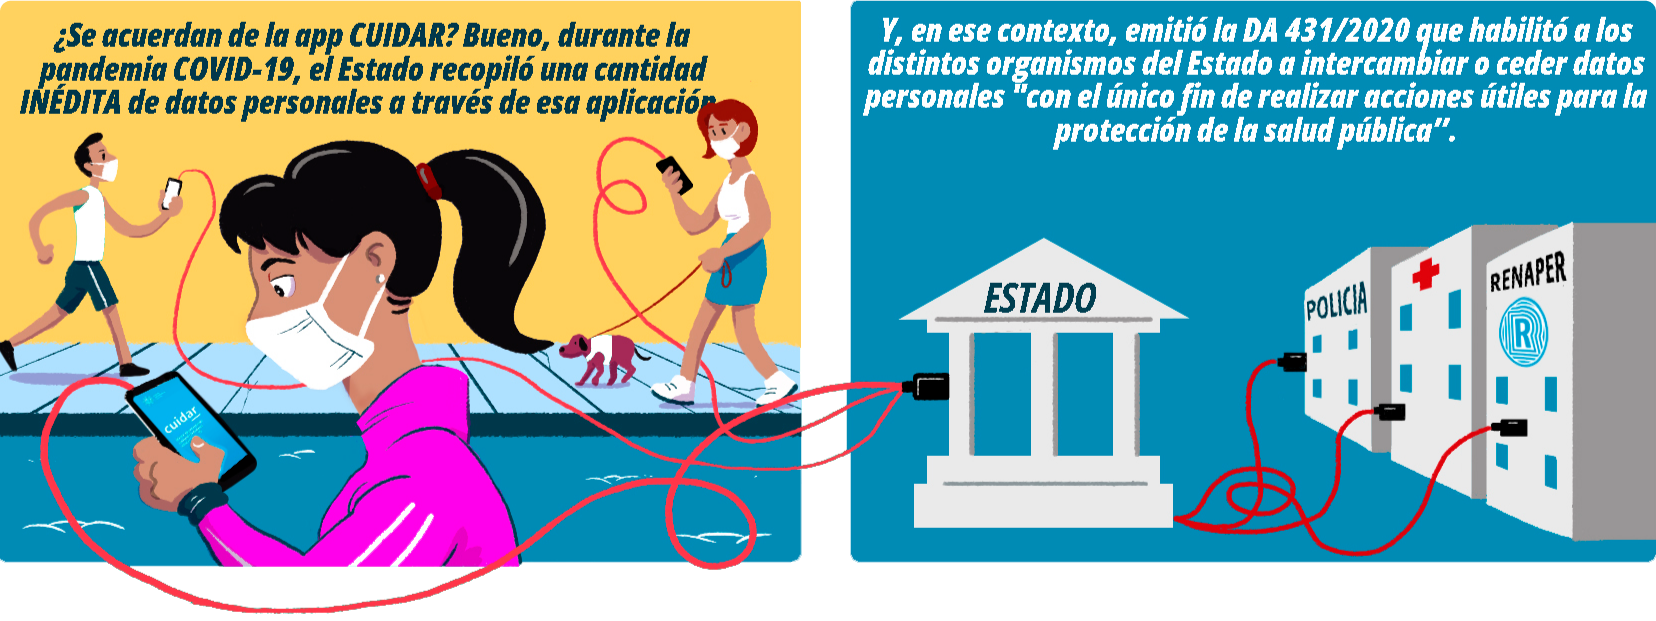 ¿Se acuerdan de la app CUIDAR? Bueno, durante la
pandemia COVID-19, el Estado recopiló una cantidad
INÉDITA de datos personales a través de esa aplicación
cuidar
Y, en ese contexto, emitió la DA 431/2020 que habilitó a los
distintos organismos del Estado a intercambiar o ceder datos
personales "con el único fin de realizar acciones útiles para la
protección de la salud pública”.
ESTADO
POLICIA
RENAPER
R